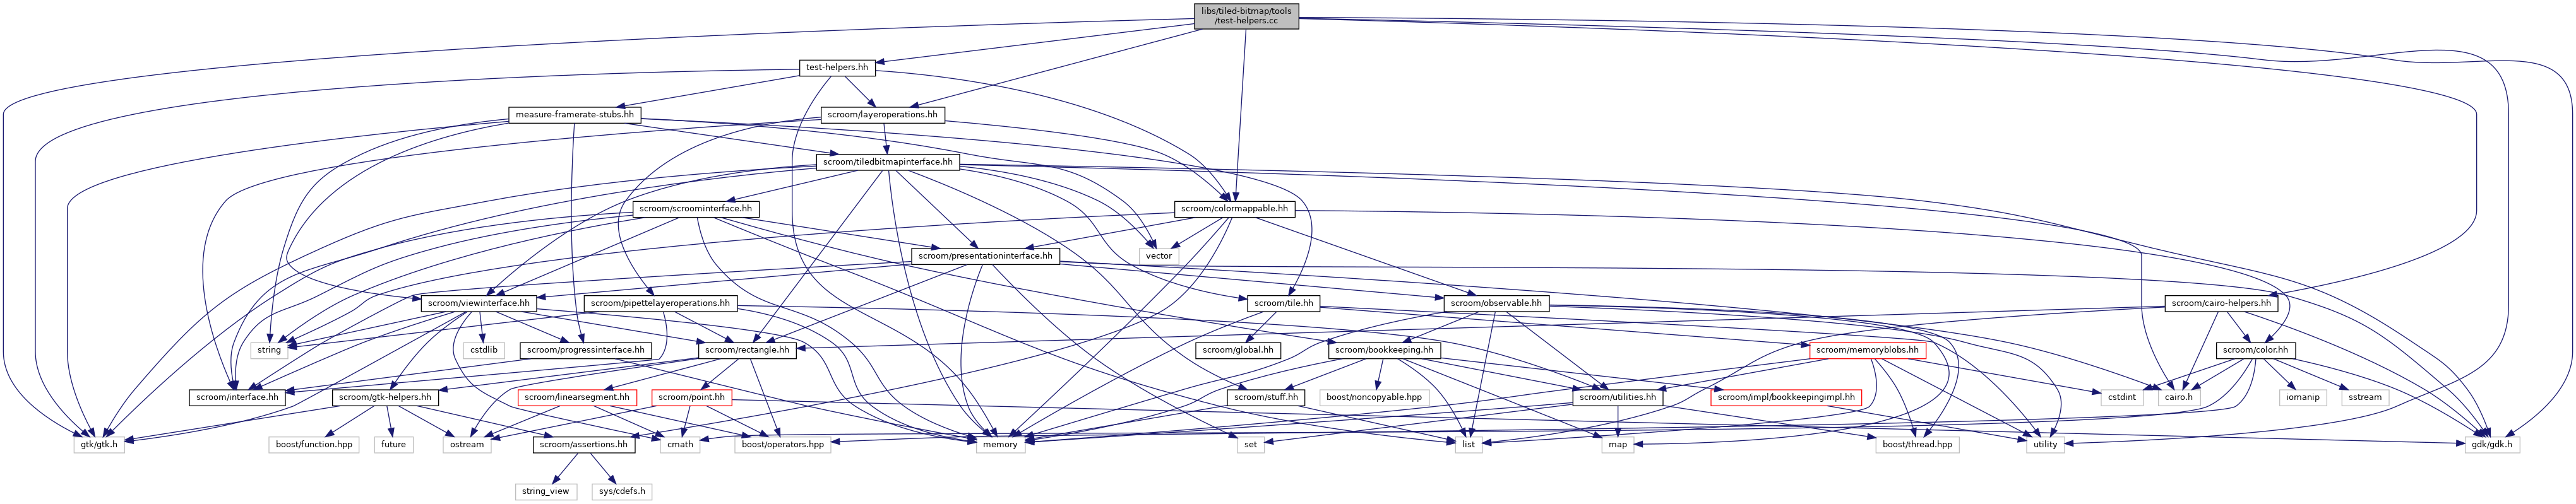 libs/tiled-bitmap/tools
/test-helpers.cc
test-helpers.hh
measure-framerate-stubs.hh
scroom/layeroperations.hh
scroom/tiledbitmapinterface.hh
scroom/scroominterface.hh
scroom/colormappable.hh
scroom/presentationinterface.hh
vector
scroom/viewinterface.hh
scroom/pipettelayeroperations.hh
scroom/tile.hh
scroom/observable.hh
scroom/cairo-helpers.hh
string
cstdlib
scroom/progressinterface.hh
scroom/rectangle.hh
scroom/global.hh
scroom/bookkeeping.hh
scroom/memoryblobs.hh
scroom/color.hh
scroom/interface.hh
scroom/gtk-helpers.hh
scroom/linearsegment.hh
scroom/point.hh
scroom/stuff.hh
boost/noncopyable.hpp
scroom/utilities.hh
scroom/impl/bookkeepingimpl.hh
cstdint
cairo.h
iomanip
sstream
gtk/gtk.h
boost/function.hpp
future
ostream
scroom/assertions.hh
cmath
boost/operators.hpp
memory
set
list
map
boost/thread.hpp
utility
gdk/gdk.h
string_view
sys/cdefs.h